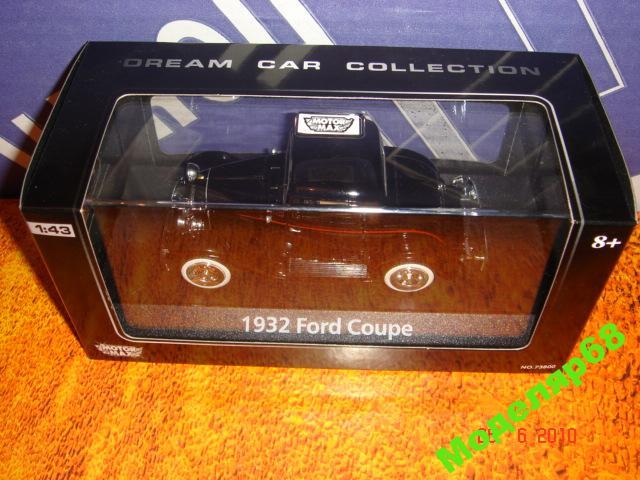 DREAM CAR COLLECTION
MOTOR
MAX
1:43
8+
1932 Ford Coupe
MOTOR
MAX
NO.73800
Моделяр68
6 2010